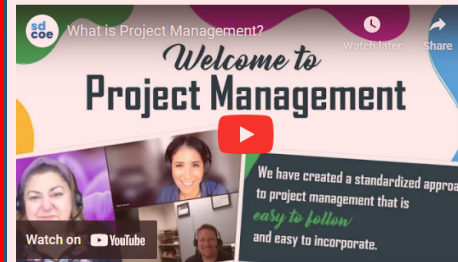 sd
coe
What is Project Management?
Watch later
Share
Welcome to
Project Management
We have created a standardized
to project management that is
easy to follow
and easy to incorporate.
Watch on YouTube